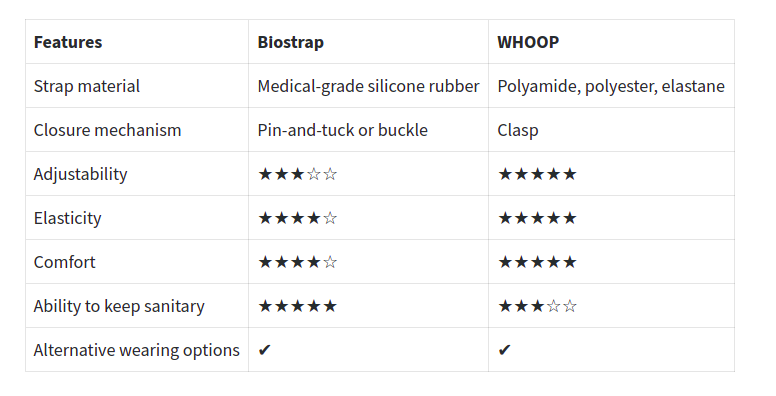 Features Biostrap WHOOP
Strap material Medical-grade silicone rubber Polyamide, polyester, elastane
Closure mechanism Pin-and-tuck or buckle Clasp
Adjustability ★★★☆☆ ★★★★★
Elasticity ★★★★☆ ★★★★★
Comfort ★★★★☆ ★★★★★
Ability to keep sanitary ★★★★★ ★★★☆☆
Alternative wearing options ✔ ✔